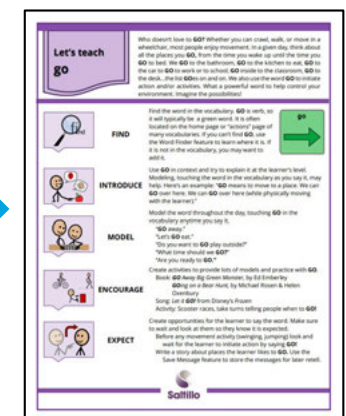 Let's teach
go
Who doesn't love to GO? Whether you can crawl, walk, or move in a
wheelchair, most people enjoy movement. In a given day, think about
all the places you GO, from the time you wake up until the time you
GO to bed. We GO to the bathroom, GO to the kitchen to eat, GO to
the car to GO to work or to school, GO inside to the classroom, GO to
the desk...the list GOes on and on. We also use the word GO to initiate
action and/or activities. What a powerful word to help control your
environment. Imagine the possibilities!
find
FIND
Find the word in the vocabulary. GO is verb, so
it will typically be a green word. It is often
located on the home page or "actions" page of
many vocabularies. If you can't find GO, use
the Word Finder feature to learn where it is. If
it is not in the vocabulary, you may want to
add it.
go
INTRODUCE
Use GO in context and try to explain it at the learner's level.
Modeling, touching the word in the vocabulary as you say it, may
help. Here's an example: "GO means to move to a place. We can
GO over here. We can GO over here (while physically moving
with the learner)."
MODEL
Model the word throughout the day, touching GO in the
vocabulary anytime you say it.
"GO away."
"Let's GO eat."
"Do you want to GO play outside?"
"What time should we GO?"
"Are you ready to GO."
ENCOURAGE
Create activities to provide lots of models and practice with GO.
Book: GO Away Big Green Monster, by Ed Emberley
GOing on a Bear Hunt, by Michael Rosen & Helen
Oxenbury
Song: Let it GO! from Disney's Frozen
Activity: Scooter races, take turns telling people when to GO!
EXPECT
Create opportunities for the learner to say the word. Make sure
to wait and look at them so they know it is expected.
Before any movement activity (swinging, jumping) look and
wait for the learner to initiate action by saying GO!
Write a story about places the learner likes to GO. Use the
Save Message feature to store the messages for later retell.
Saltillo